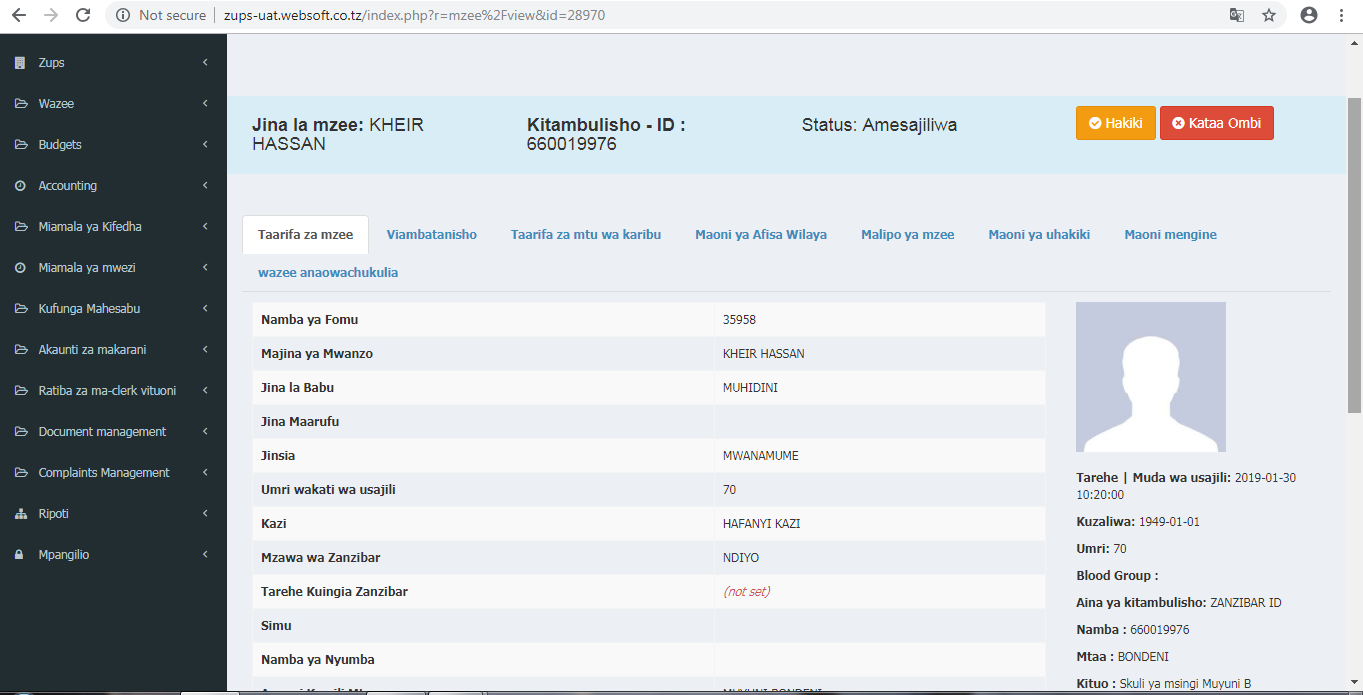 Not secure | zups-uat.websoft.co.tz/index.php?r=mzee%2Fview&id=28970
Zups
Wazee
Budgets
Accounting
Miamala ya Kifedha
Miamala ya mwezi
Kufunga Mahesabu
Akaunti za makarani
Ratiba za ma-clerk vituoni
Document management
Complaints Management
Ripoti
Mpangilio
Jina la mzee: KHEIR
HASSAN
Kitambulisho - ID :
660019976
Status: Amesajiliwa
Hakiki
Kataa Ombi
Taarifa za mzee
Viambatanisho
Taarifa za mtu wa karibu
Maoni ya Afisa Wilaya
Malipo ya mzee
Maoni ya uhakiki
Maoni mengine
wazee anaowachukulia
Namba ya Fomu 35958
Majina ya Mwanzo KHEIR HASSAN
Jina la Babu MUHIDINI
Jina Maarufu
Jinsia MWANAMUME
Umri wakati wa usajili 70
Kazi HAFANYI KAZI
Mzawa wa Zanzibar NDIYO
Tarehe Kuingia Zanzibar (not set)
Simu
Namba ya Nyumba
MUYUNI BONDENI
Tarehe | Muda wa usajili: 2019-01-30
10:20:00
Kuzaliwa: 1949-01-01
Umri: 70
Blood Group :
Aina ya kitambulisho: ZANZIBAR ID
Namba : 660019976
Mtaa : BONDENI
Kituo : Skuli ya msingi Muyuni B